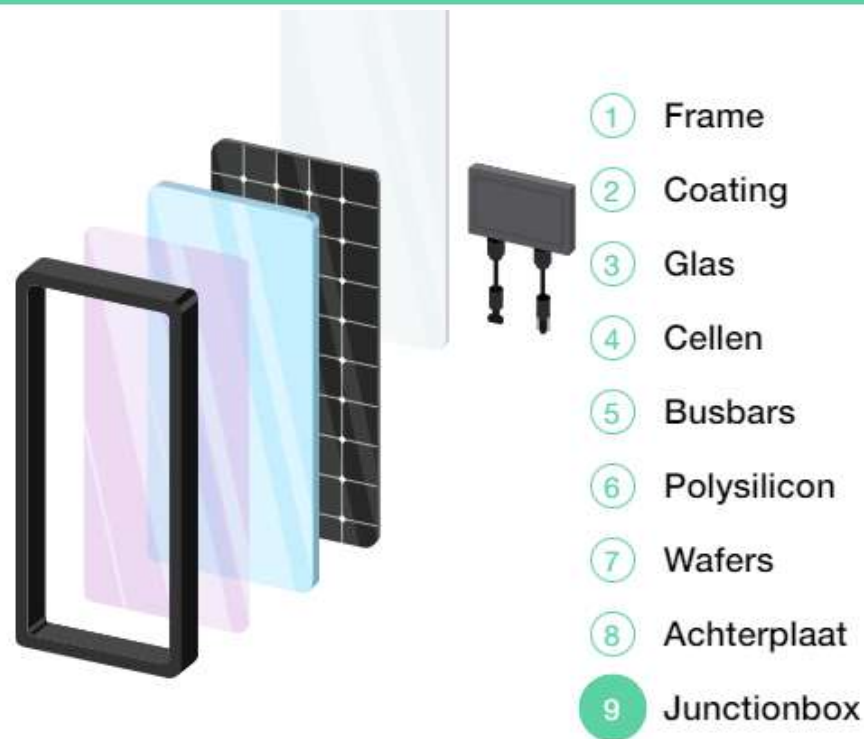 1 Frame
2 Coating
3 Glas
4 Cellen
5 Busbars
6 Polysilicon
7 Wafers
8 Achterplaat
9 Junctionbox